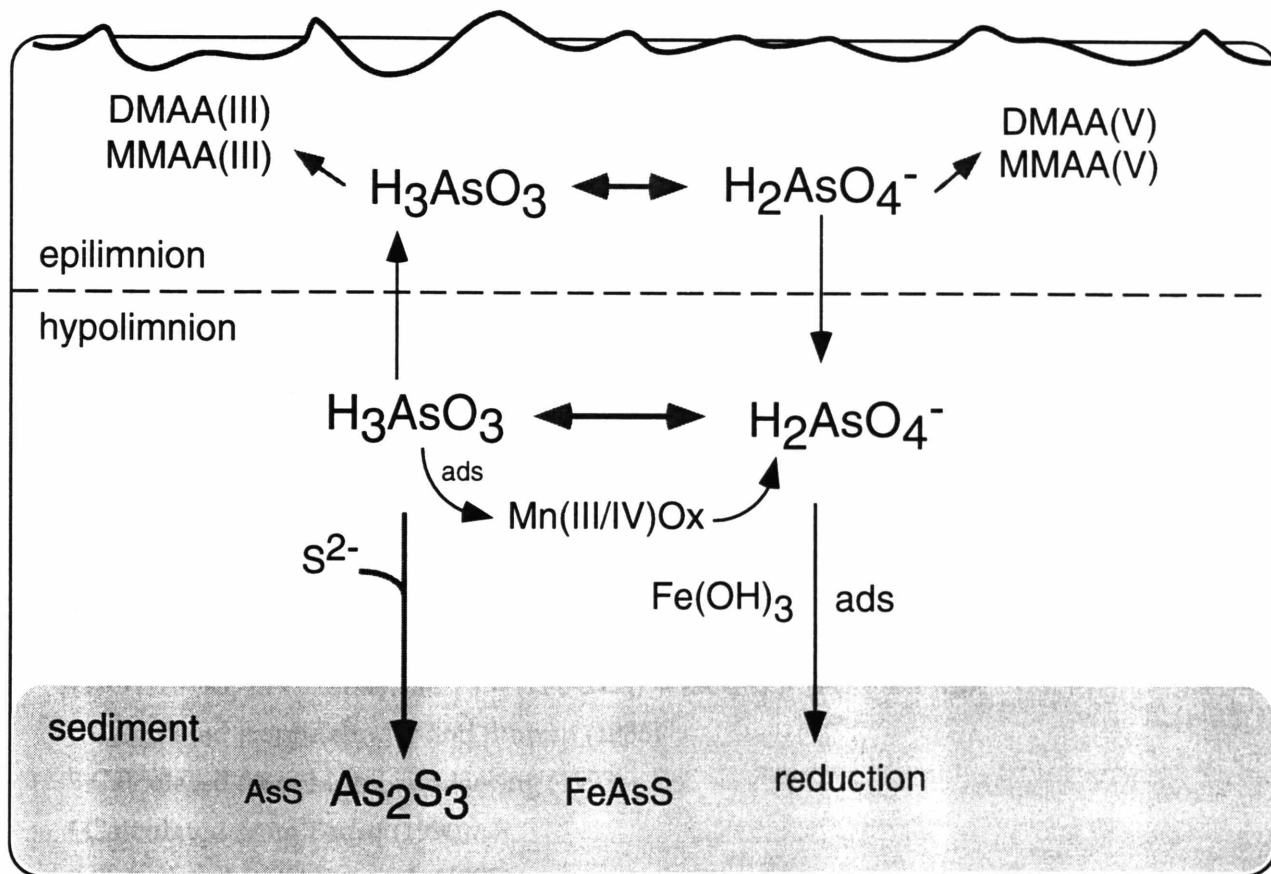 DMAA(III)
MMAA(III)
DMAA(V)
MMAA(V)
H3AsO3
H2AsO4-
epilimnion
hypolimnion
H3AsO3
H2AsO4-
ads
Mn(III/IV)Ox
S2-
Fe(OH)3
ads
sediment
AsS
As2S3
FeAsS
reduction